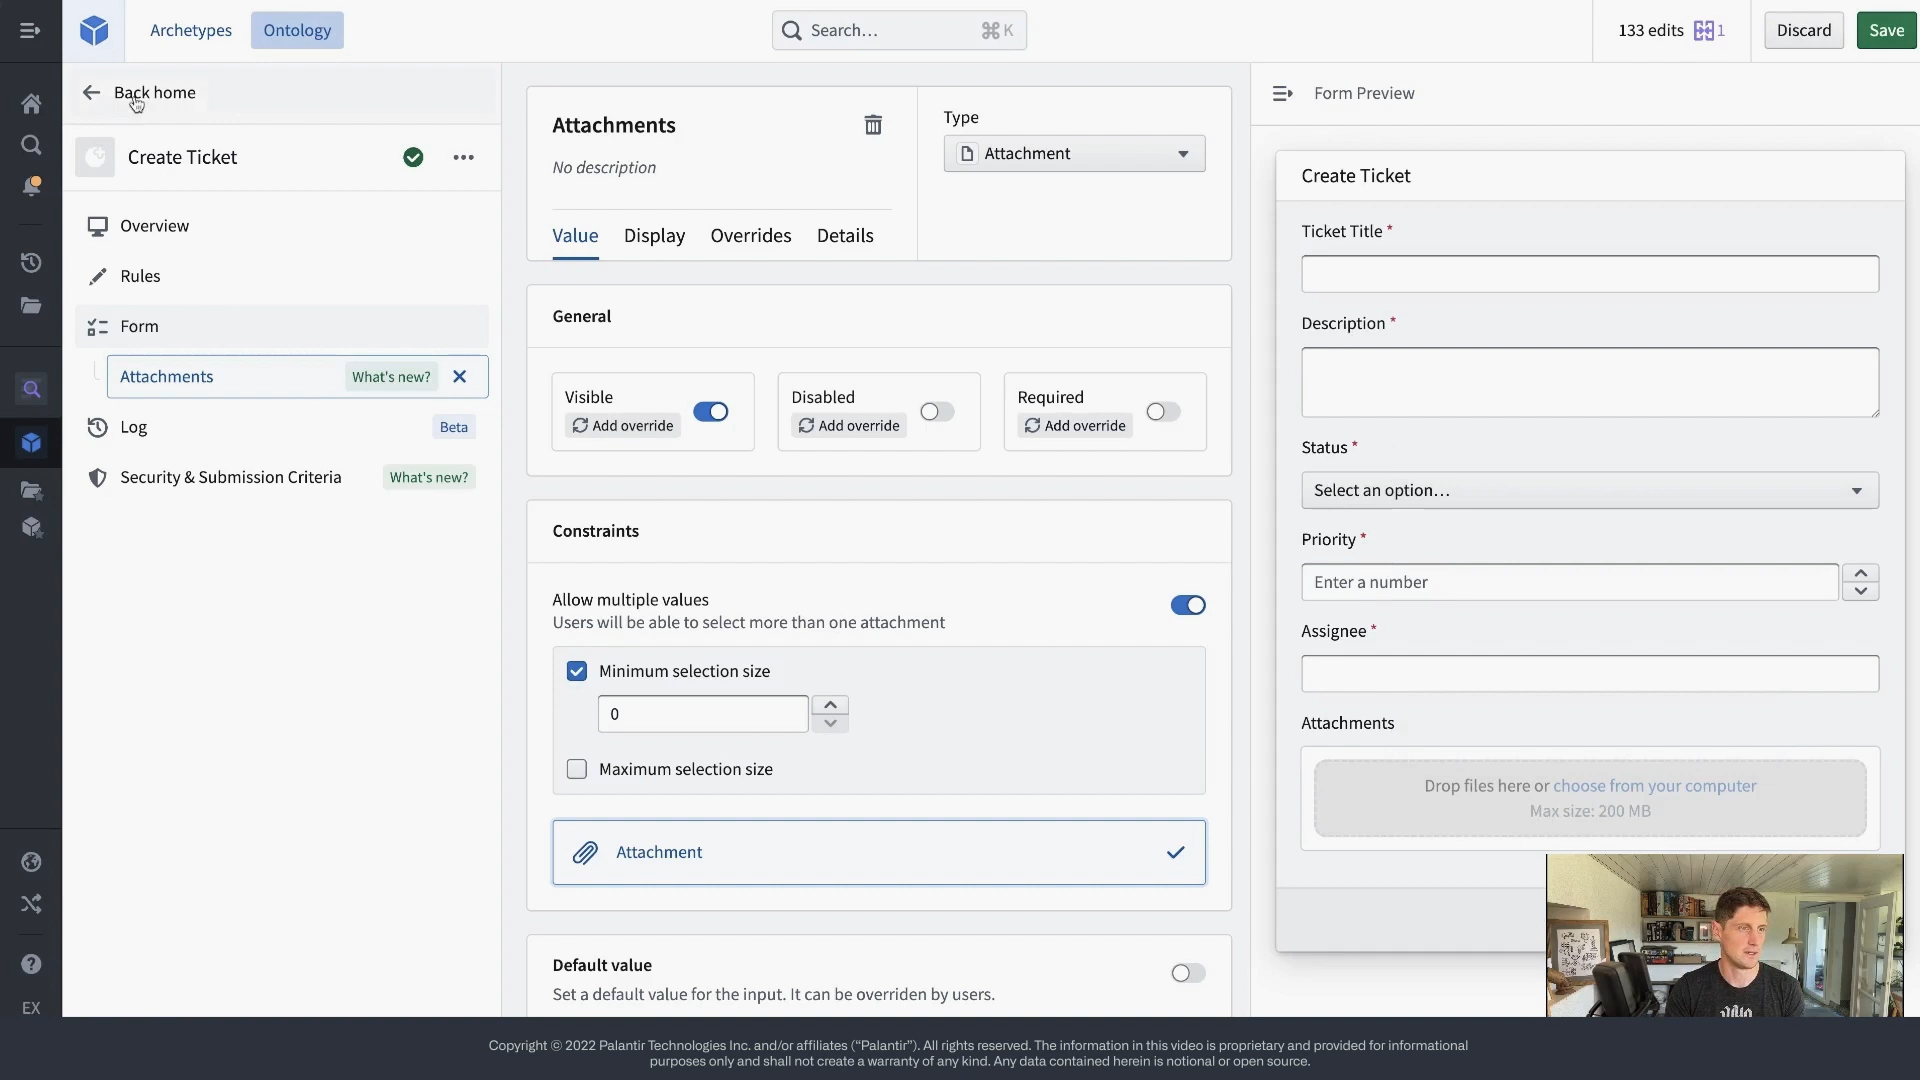 Archetypes
Ontology
Search…
⌘ K
133 edits
1
Discard
Save
Back home
Create Ticket
Overview
Rules
Form
Attachments
What's new?
Log
Beta
Security & Submission Criteria
What's new?
EX
Attachments
No description
Type
Attachment
Value
Display
Overrides
Details
General
Visible
Add override
Disabled
Add override
Required
Add override
Constraints
Allow multiple values
Users will be able to select more than one attachment
Minimum selection size
0
Maximum selection size
Attachment
Default value
Set a default value for the input. It can be overriden by users.
Form Preview
Create Ticket
Ticket Title *
Description *
Status *
Select an option…
Priority *
Enter a number
Assignee *
Attachments
Drop files here or choose from your computer
Max size: 200 MB
Copyright © 2022 Palantir Technologies Inc. and/or affiliates (“Palantir”). All rights reserved. The information in this video is proprietary and provided for informational
purposes only and shall not create a warranty of any kind. Any data contained herein is notional or open source.